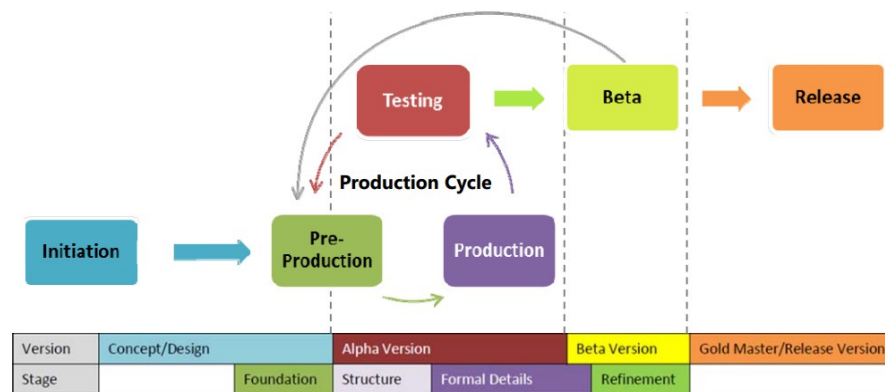 Testing
Beta
Release
Production Cycle
Initiation
Pre-
Production
Production
Version Concept/Design Alpha Version Beta Version Gold Master/Release Version
Stage Foundation Structure Formal Details Refinement